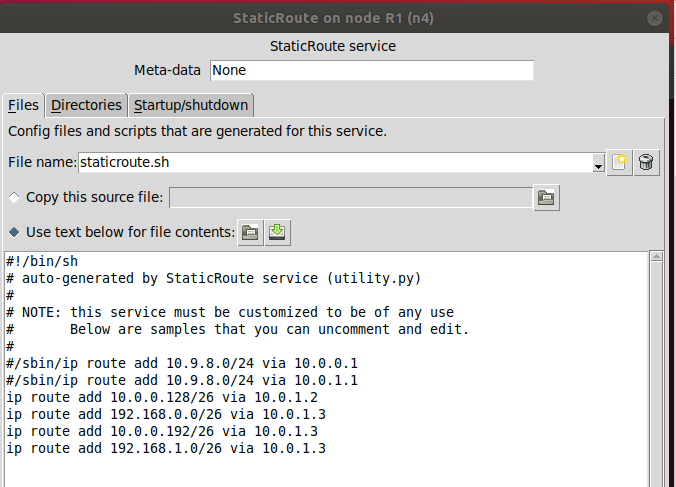 StaticRoute on node R1 (n4)
StaticRoute service
Meta-data None
Files Directories Startup/shutdown
Config files and scripts that are generated for this service.
File name: staticroute.sh
Copy this source file:
Use text below for file contents:
#!/bin/sh
# auto-generated by StaticRoute service (utility.py)
#
# NOTE: this service must be customized to be of any use
#       Below are samples that you can uncomment and edit.
#
#/sbin/ip route add 10.9.8.0/24 via 10.0.0.1
#/sbin/ip route add 10.9.8.0/24 via 10.0.1.1
ip route add 10.0.0.128/26 via 10.0.1.2
ip route add 192.168.0.0/26 via 10.0.1.3
ip route add 10.0.0.192/26 via 10.0.1.3
ip route add 192.168.1.0/26 via 10.0.1.3